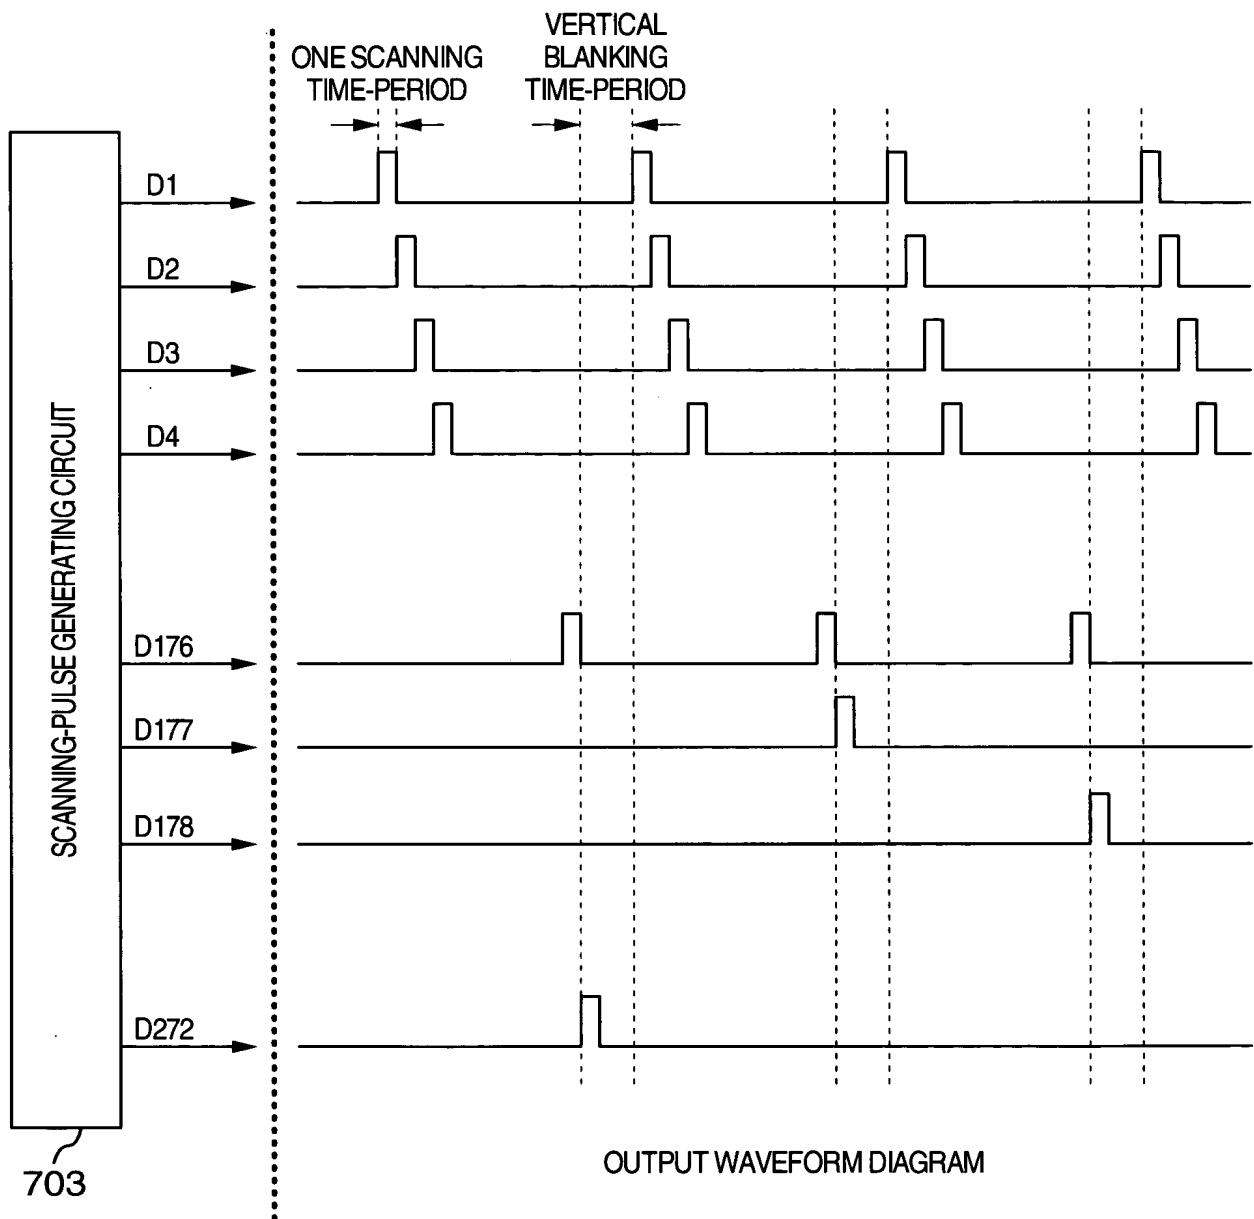 ONE SCANNING
TIME-PERIOD
VERTICAL
BLANKING
TIME-PERIOD
SCANNING-PULSE GENERATING CIRCUIT
D1
D2
D3
D4
D176
D177
D178
D272
703
OUTPUT WAVEFORM DIAGRAM